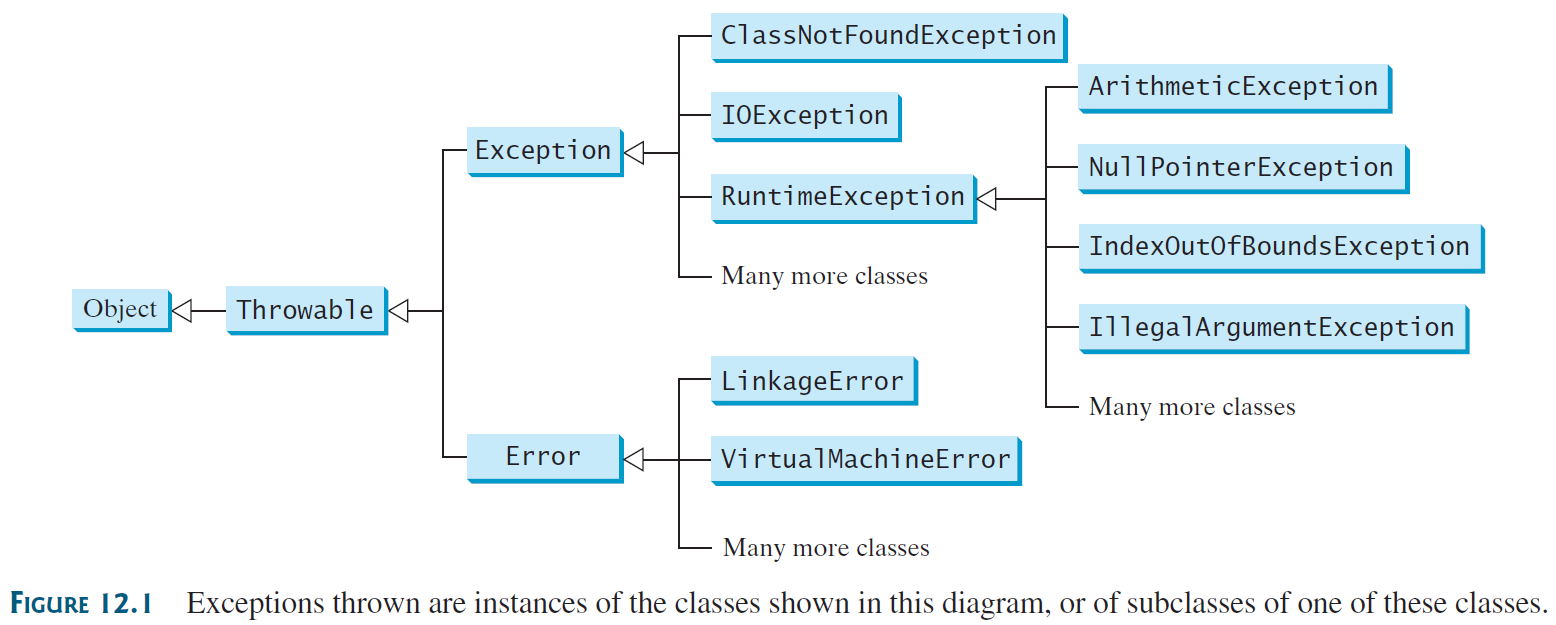 Object
Throwable
Exception
ClassNotFoundException
IOException
RuntimeException
Many more classes
ArithmeticException
NullPointerException
IndexOutOfBoundsException
IllegalArgumentException
Many more classes
Error
LinkageError
VirtualMachineError
Many more classes
FIGURE 12.1 Exceptions thrown are instances of the classes shown in this diagram, or of subclasses of one of these classes.